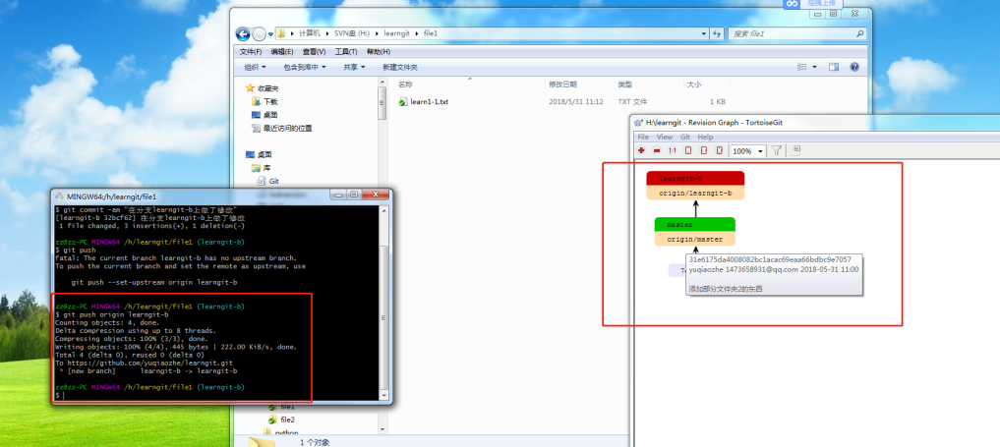 拖拽上传
计算机 ▸ SVN盘 (H:) ▸ learngit ▸ file1
搜索 file1
文件(F) 编辑(E) 查看(V) 工具(T) 帮助(H)
组织 包含到库中 共享 新建文件夹
收藏夹
下载
桌面
最近访问的位置
桌面
库
Git
file1
file2
python
名称 修改日期 类型 大小
learn1-1.txt 2018/5/31 11:12 TXT 文件 1 KB
1 个对象
MINGW64:/h/learngit/file1
$ git commit -am "在分支learngit-b上做了修改"
[learngit-b 32bcf62] 在分支learngit-b上做了修改
1 file changed, 3 insertions(+), 1 deletion(-)
zz@zz-PC MINGW64 /h/learngit/file1 (learngit-b)
$ git push
fatal: The current branch learngit-b has no upstream branch.
To push the current branch and set the remote as upstream, use
git push --set-upstream origin learngit-b
zz@zz-PC MINGW64 /h/learngit/file1 (learngit-b)
$ git push origin learngit-b
Counting objects: 4, done.
Delta compression using up to 8 threads.
Compressing objects: 100% (3/3), done.
Writing objects: 100% (4/4), 445 bytes | 222.00 KiB/s, done.
Total 4 (delta 0), reused 0 (delta 0)
To https://github.com/yuqiaozhe/learngit.git
* [new branch] learngit-b -> learngit-b
zz@zz-PC MINGW64 /h/learngit/file1 (learngit-b)
$
H:\learngit - Revision Graph - TortoiseGit
File View Git Help
1:1 100%
learngit-b
origin/learngit-b
master
origin/master
31e6175da4008082bc1acac69eaa66bdbc9e7057
yuqiaozhe 1473658931@qq.com 2018-05-31 11:00
添加部分文件夹2的东西